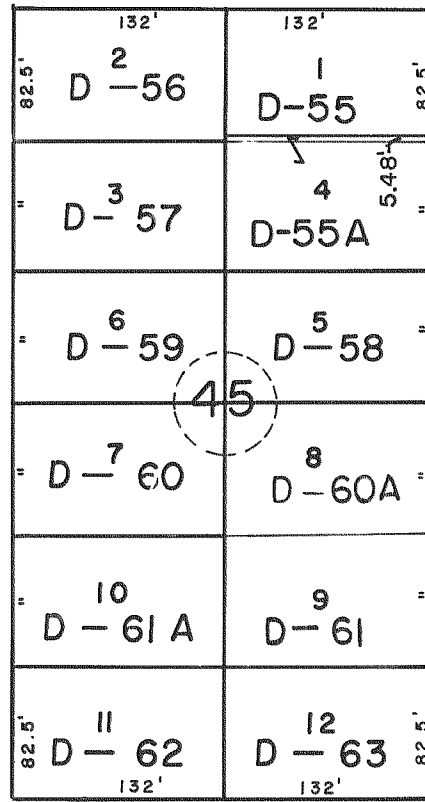 132' 132'
82.5' 2 1 82.5'
D - 56 D-55
5.48'
" 3 4 "
D - 57 D-55A
" 6 5 "
D - 59 D - 58
45
" 7 8 "
D - 60 D - 60A
" 10 9 "
D - 61 A D - 61
82.5' 11 12 82.5'
D - 62 D - 63
132' 132'